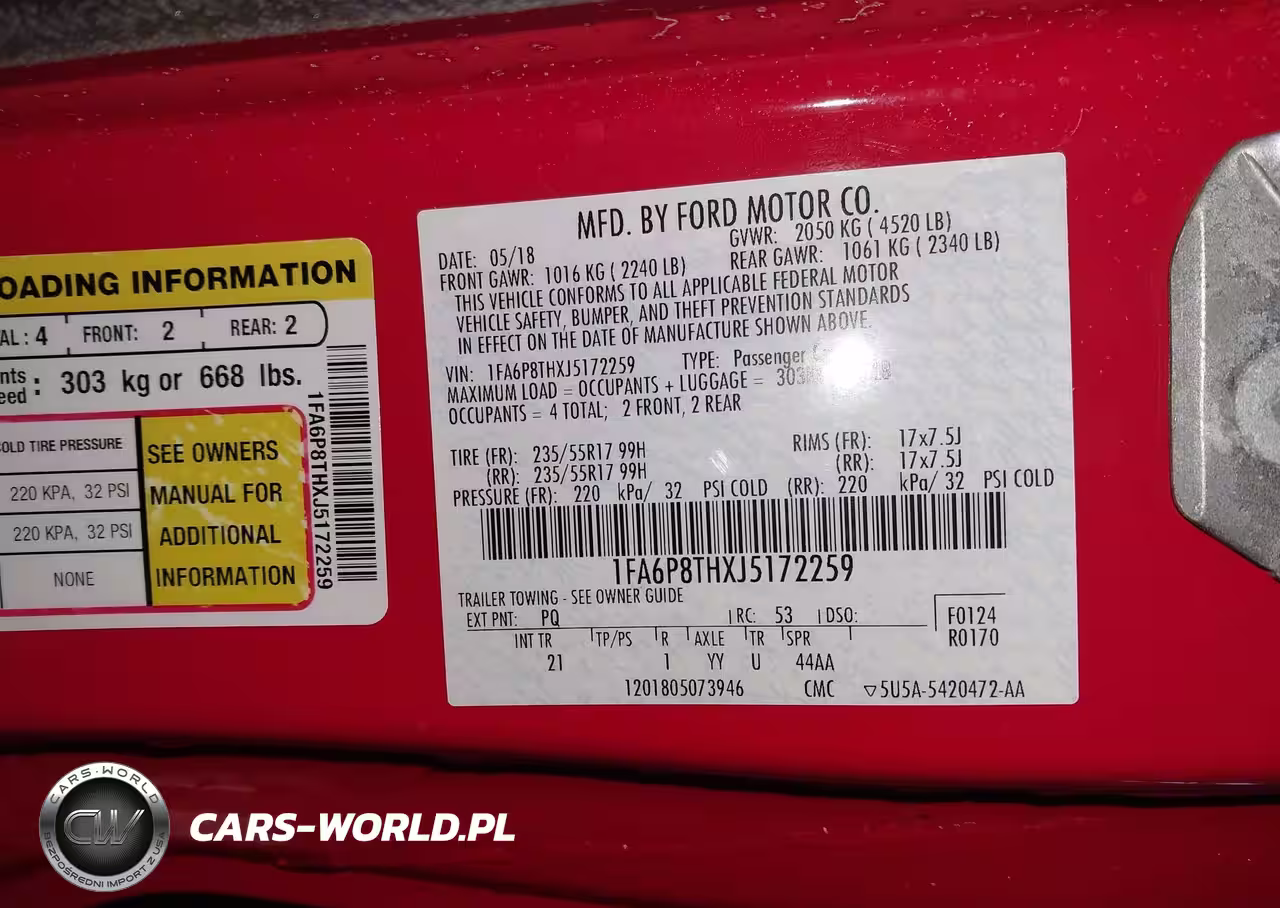 OADING INFORMATION
AL : 4 FRONT: 2 REAR: 2
nts
eed : 303 kg or 668 lbs.
OLD TIRE PRESSURE
220 KPA, 32 PSI
220 KPA, 32 PSI
NONE
SEE OWNERS
MANUAL FOR
ADDITIONAL
INFORMATION
1FA6P8THXJ5172259
MFD. BY FORD MOTOR CO.
DATE: 05/18 GVWR: 2050 KG ( 4520 LB)
FRONT GAWR: 1016 KG ( 2240 LB) REAR GAWR: 1061 KG ( 2340 LB)
THIS VEHICLE CONFORMS TO ALL APPLICABLE FEDERAL MOTOR
VEHICLE SAFETY, BUMPER, AND THEFT PREVENTION STANDARDS
IN EFFECT ON THE DATE OF MANUFACTURE SHOWN ABOVE.
VIN: 1FA6P8THXJ5172259 TYPE: Passenger
MAXIMUM LOAD = OCCUPANTS + LUGGAGE = 303
OCCUPANTS = 4 TOTAL; 2 FRONT, 2 REAR
TIRE (FR): 235/55R17 99H RIMS (FR): 17x7.5J
(RR): 235/55R17 99H (RR): 17x7.5J
PRESSURE (FR): 220 kPa/ 32 PSI COLD (RR): 220 kPa/ 32 PSI COLD
1FA6P8THXJ5172259
TRAILER TOWING - SEE OWNER GUIDE
EXT PNT: PQ RC: 53 DSO: F0124
INT TR TP/PS R AXLE TR SPR R0170
21 1 YY U 44AA
1201805073946 CMC ▽5U5A-5420472-AA
CARS-WORLD
CW
BEZPOŚREDNI IMPORT Z USA
CARS-WORLD.PL